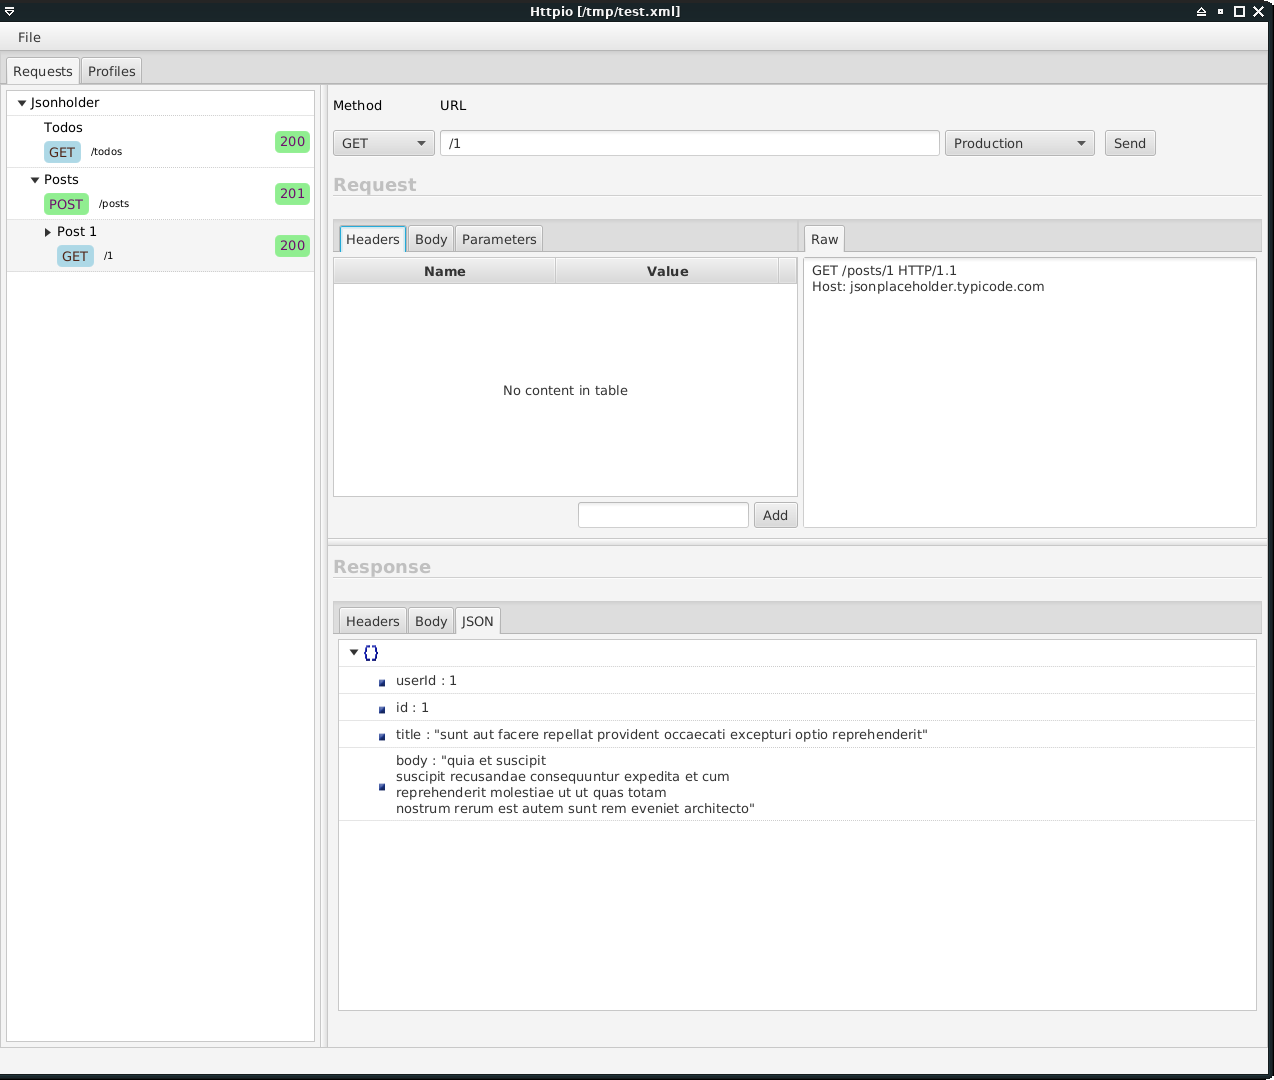 Httpio [/tmp/test.xml]
File
Requests Profiles
Jsonholder
Todos
GET /todos 200
Posts
POST /posts 201
Post 1
GET /1 200
Method URL
GET /1 Production Send
Request
Headers Body Parameters Raw
Name Value
No content in table
Add
GET /posts/1 HTTP/1.1
Host: jsonplaceholder.typicode.com
Response
Headers Body JSON
{}
userId : 1
id : 1
title : "sunt aut facere repellat provident occaecati excepturi optio reprehenderit"
body : "quia et suscipit
suscipit recusandae consequuntur expedita et cum
reprehenderit molestiae ut ut quas totam
nostrum rerum est autem sunt rem eveniet architecto"